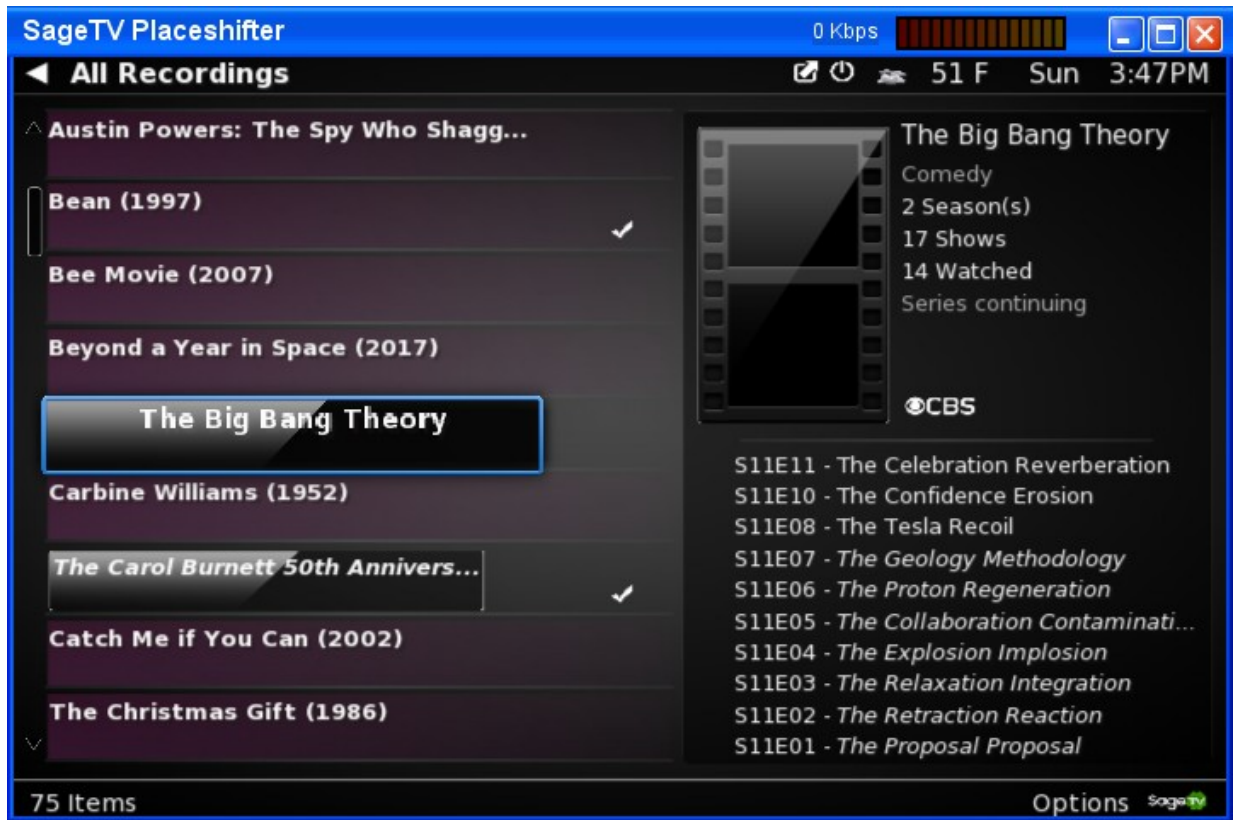 SageTV Placeshifter 0 Kbps
All Recordings 51 F Sun 3:47PM
Austin Powers: The Spy Who Shagg...
Bean (1997)
Bee Movie (2007)
Beyond a Year in Space (2017)
The Big Bang Theory
Carbine Williams (1952)
The Carol Burnett 50th Annivers...
Catch Me if You Can (2002)
The Christmas Gift (1986)
The Big Bang Theory
Comedy
2 Season(s)
17 Shows
14 Watched
Series continuing
CBS
S11E11 - The Celebration Reverberation
S11E10 - The Confidence Erosion
S11E08 - The Tesla Recoil
S11E07 - The Geology Methodology
S11E06 - The Proton Regeneration
S11E05 - The Collaboration Contaminati...
S11E04 - The Explosion Implosion
S11E03 - The Relaxation Integration
S11E02 - The Retraction Reaction
S11E01 - The Proposal Proposal
75 Items
Options SageTV